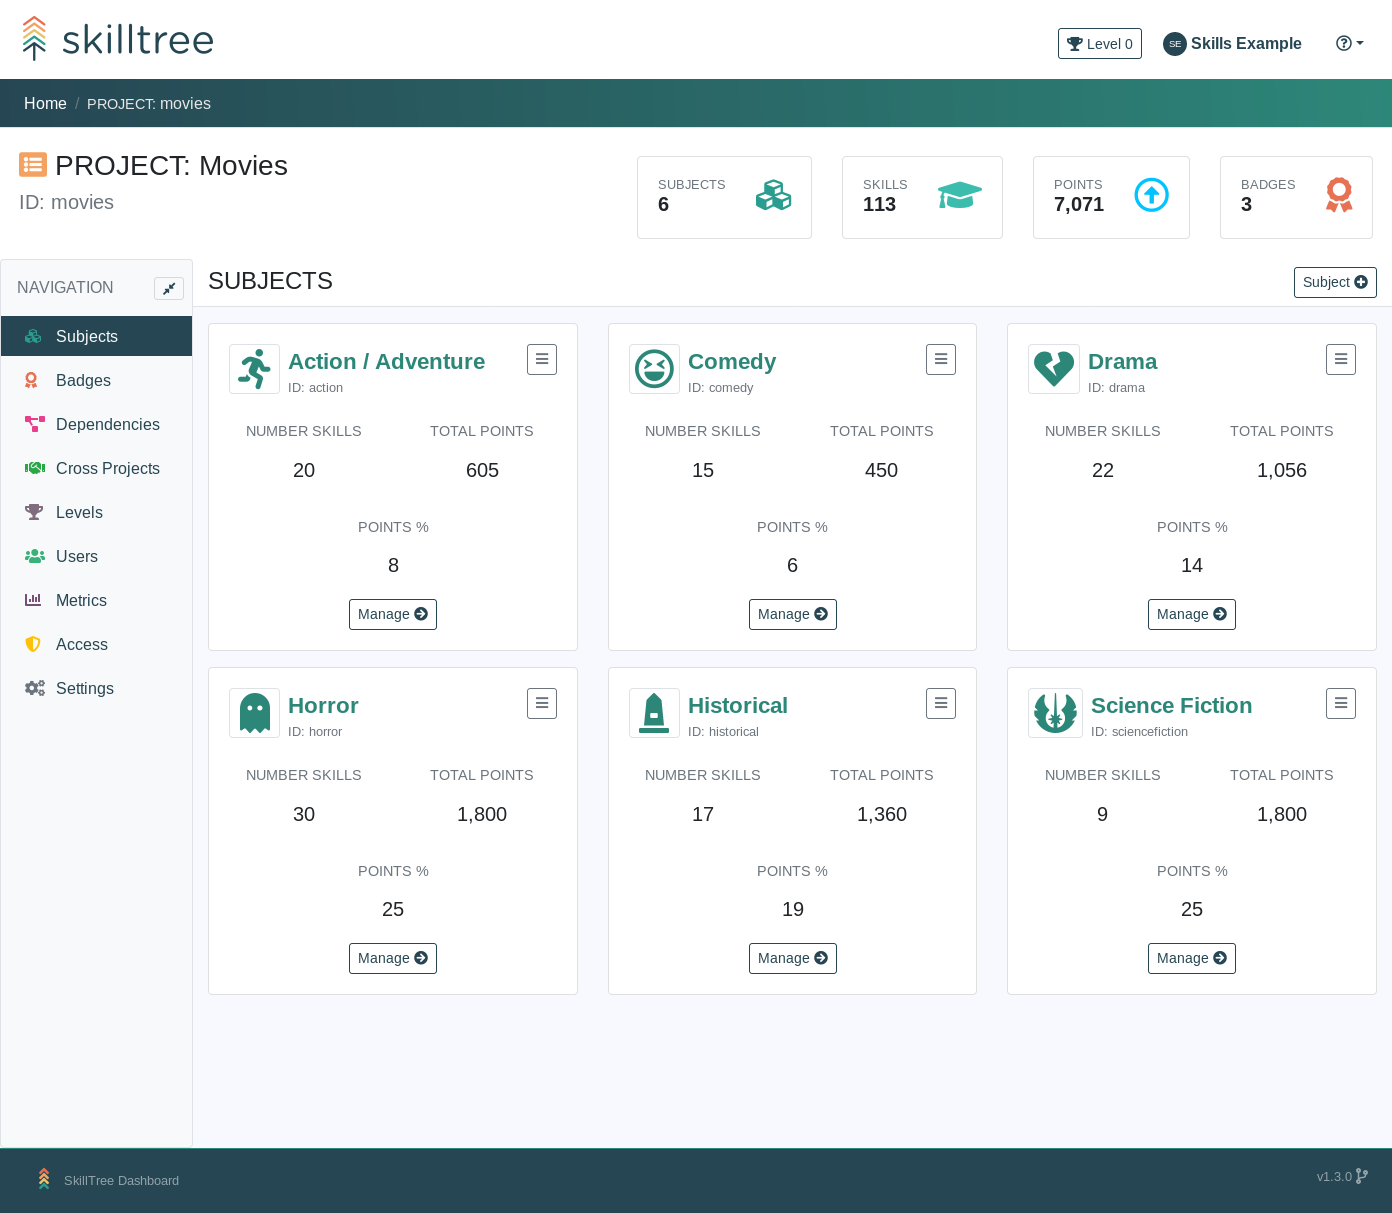 skilltree
Level 0
SE Skills Example
Home / PROJECT: movies
PROJECT: Movies
ID: movies
SUBJECTS
6
SKILLS
113
POINTS
7,071
BADGES
3
NAVIGATION
Subjects
Badges
Dependencies
Cross Projects
Levels
Users
Metrics
Access
Settings
SUBJECTS
Subject
Action / Adventure
ID: action
NUMBER SKILLS
20
TOTAL POINTS
605
POINTS %
8
Manage
Comedy
ID: comedy
NUMBER SKILLS
15
TOTAL POINTS
450
POINTS %
6
Manage
Drama
ID: drama
NUMBER SKILLS
22
TOTAL POINTS
1,056
POINTS %
14
Manage
Horror
ID: horror
NUMBER SKILLS
30
TOTAL POINTS
1,800
POINTS %
25
Manage
Historical
ID: historical
NUMBER SKILLS
17
TOTAL POINTS
1,360
POINTS %
19
Manage
Science Fiction
ID: sciencefiction
NUMBER SKILLS
9
TOTAL POINTS
1,800
POINTS %
25
Manage
SkillTree Dashboard
v1.3.0